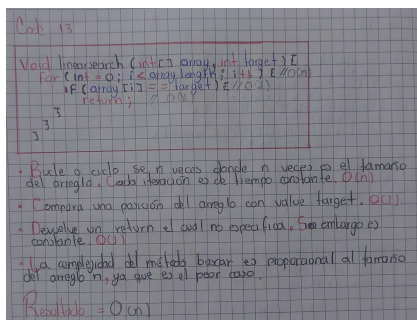 Cod 13
Void linearsearch (int[] array, int target) {
for (int = 0; i < array.length; i++) { //O(n)
if (array [i] == target) { // O(1)
return; // O(1)
}
}
}
• Bucle o ciclo se n veces donde n veces es el tamaño
del arreglo. Cada iteración es de tiempo constante. O(n)
• Compara una posición del arreglo con value target. O(1)
• Devuelve un return el cual no especifica. Sin embargo es
constante. O(1)
• La complejidad del método buscar es proporcional al tamaño
del arreglo n, ya que es el peor caso.
Resultado = O(n)